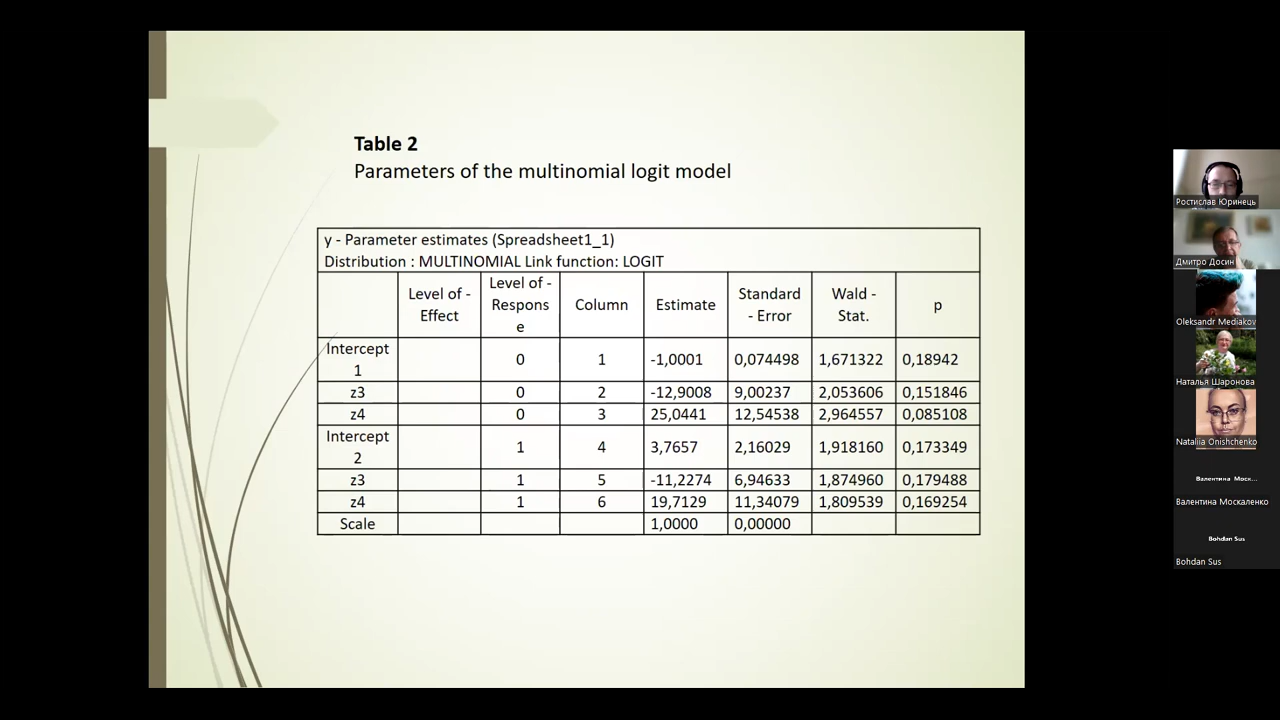 Table 2
Parameters of the multinomial logit model
y - Parameter estimates (Spreadsheet1_1)
Distribution : MULTINOMIAL Link function: LOGIT
Level of - Effect Level of - Response Column Estimate Standard - Error Wald - Stat. p
Intercept 1 0 1 -1,0001 0,074498 1,671322 0,18942
z3 0 2 -12,9008 9,00237 2,053606 0,151846
z4 0 3 25,0441 12,54538 2,964557 0,085108
Intercept 2 1 4 3,7657 2,16029 1,918160 0,173349
z3 1 5 -11,2274 6,94633 1,874960 0,179488
z4 1 6 19,7129 11,34079 1,809539 0,169254
Scale 1,0000 0,00000
Ростислав Юринець
Дмитро Досин
Oleksandr Mediakov
Наталья Шаронова
Nataliia Onishchenko
Валентина Моск...
Валентина Москаленко
Bohdan Sus
Bohdan Sus